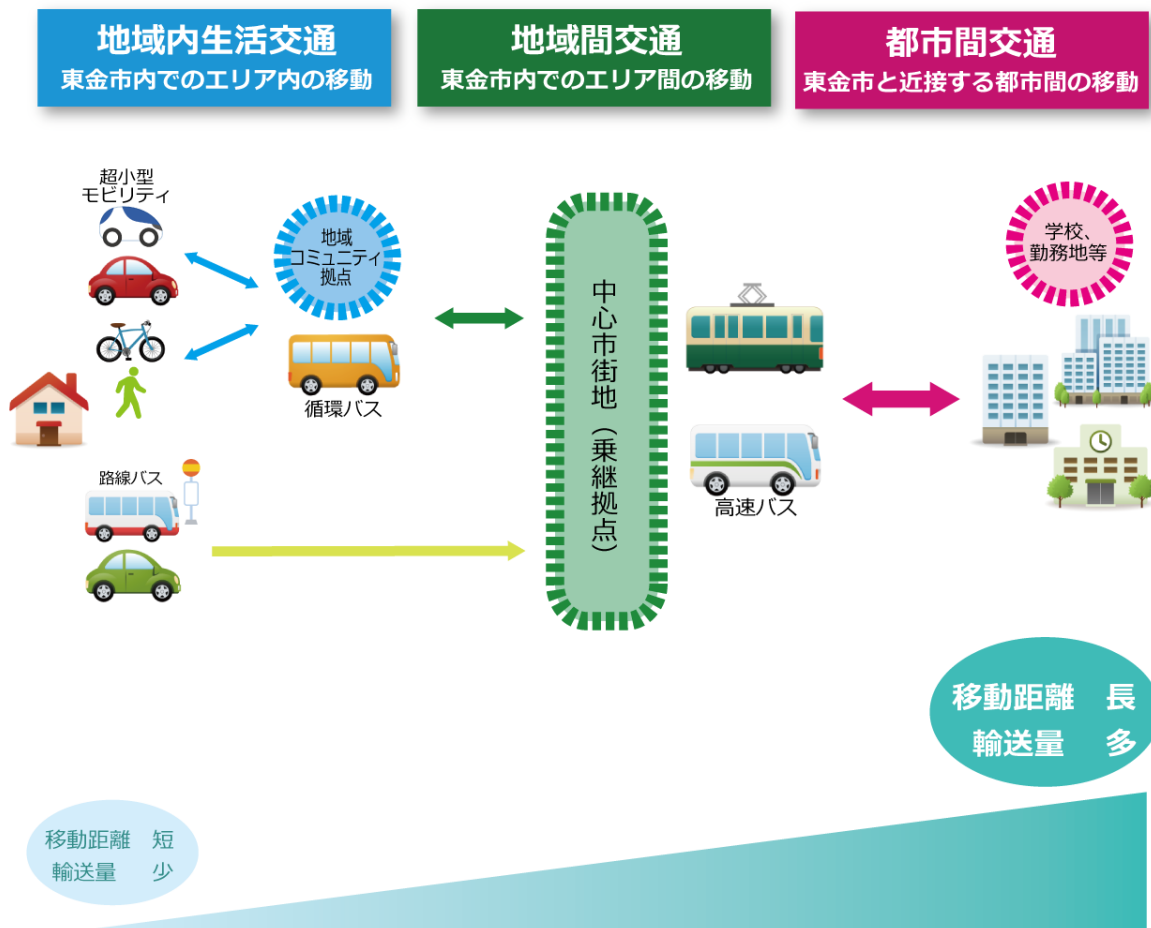 地域内生活交通
東金市内でのエリア内の移動
地域間交通
東金市内でのエリア間の移動
都市間交通
東金市と近接する都市間の移動
超小型
モビリティ
地域
コミュニティ
拠点
循環バス
路線バス
中心市街地（乗継拠点）
高速バス
学校、
勤務地等
移動距離　長
輸送量　多
移動距離　短
輸送量　少